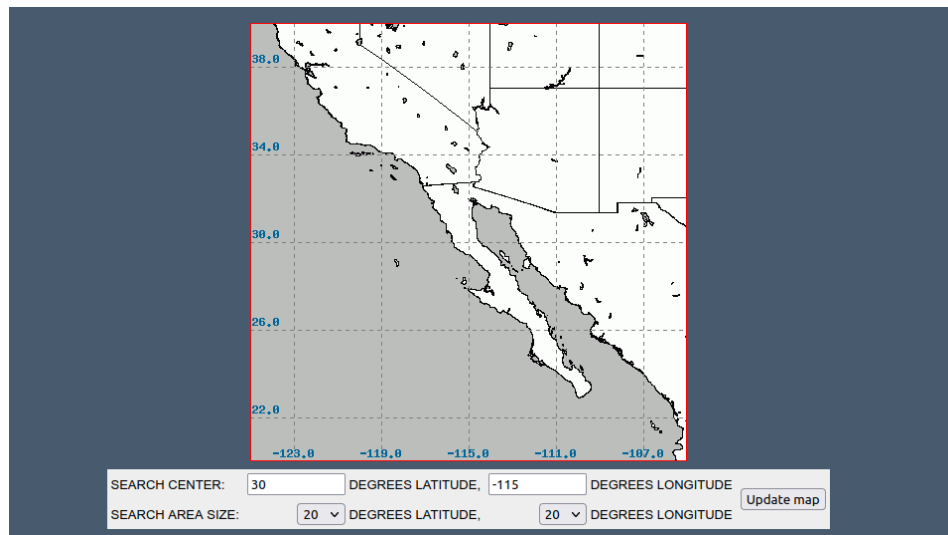 38.0
34.0
30.0
26.0
22.0
-123.0 -119.0 -115.0 -111.0 -107.0
SEARCH CENTER: 30 DEGREES LATITUDE, -115 DEGREES LONGITUDE
Update map
SEARCH AREA SIZE: 20 DEGREES LATITUDE, 20 DEGREES LONGITUDE